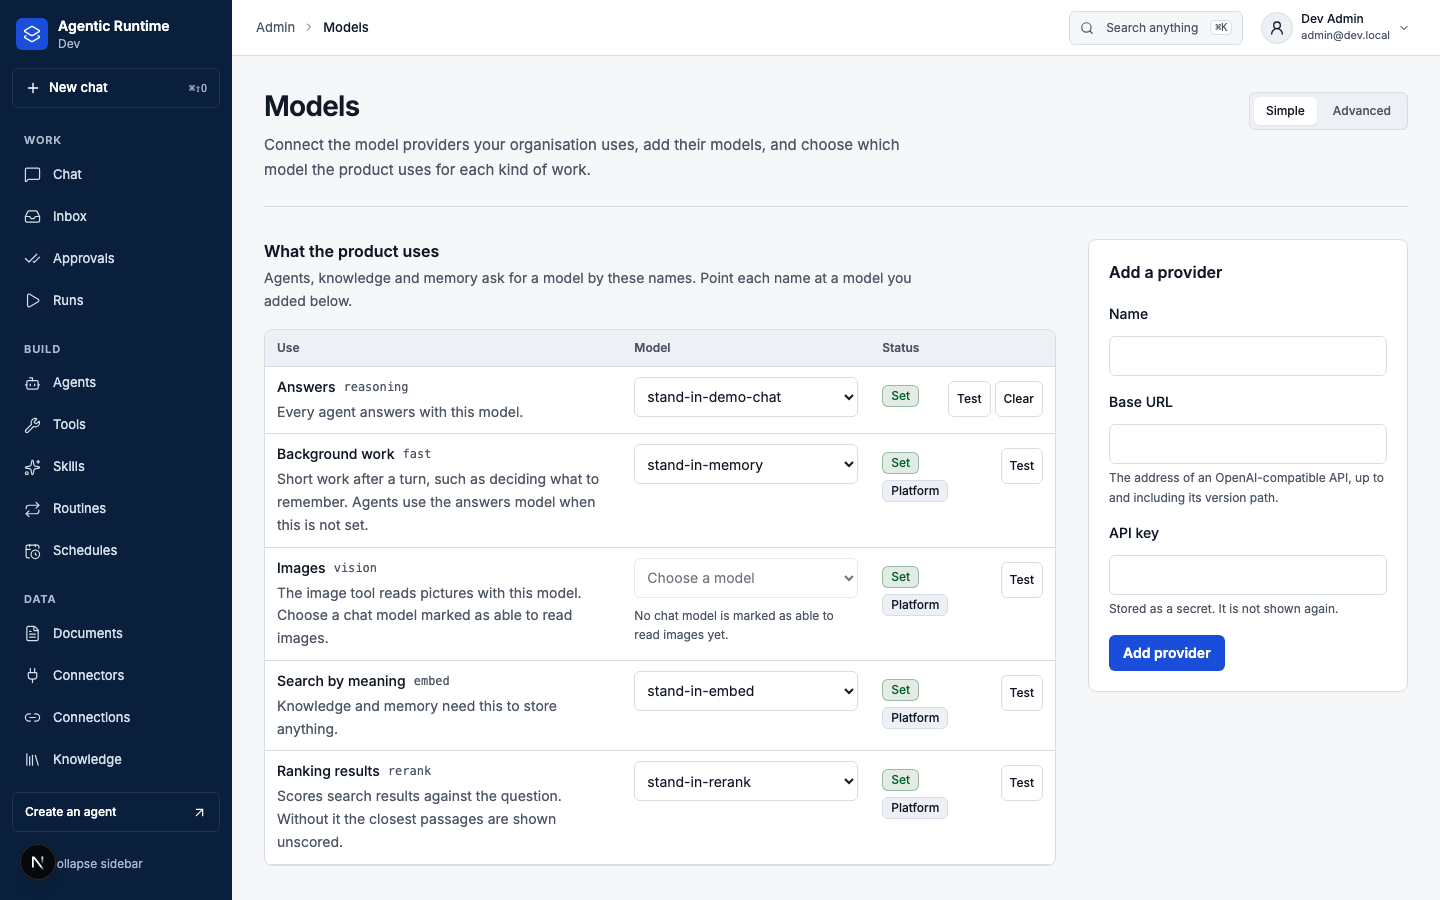 Agentic Runtime
Dev
New chat ⌘⇧O
WORK
Chat
Inbox
Approvals
Runs
BUILD
Agents
Tools
Skills
Routines
Schedules
DATA
Documents
Connectors
Connections
Knowledge
Create an agent
N
ollapse sidebar
Admin > Models
Search anything ⌘K
Dev Admin
admin@dev.local
Models
Simple Advanced
Connect the model providers your organisation uses, add their models, and choose which
model the product uses for each kind of work.
What the product uses
Agents, knowledge and memory ask for a model by these names. Point each name at a model you
added below.
Use Model Status
Answers reasoning
Every agent answers with this model.
stand-in-demo-chat
Set
Test Clear
Background work fast
Short work after a turn, such as deciding what to
remember. Agents use the answers model when
this is not set.
stand-in-memory
Set
Platform
Test
Images vision
The image tool reads pictures with this model.
Choose a chat model marked as able to read
images.
Choose a model
No chat model is marked as able to
read images yet.
Set
Platform
Test
Search by meaning embed
Knowledge and memory need this to store
anything.
stand-in-embed
Set
Platform
Test
Ranking results rerank
Scores search results against the question.
Without it the closest passages are shown
unscored.
stand-in-rerank
Set
Platform
Test
Add a provider
Name
Base URL
The address of an OpenAI-compatible API, up to
and including its version path.
API key
Stored as a secret. It is not shown again.
Add provider